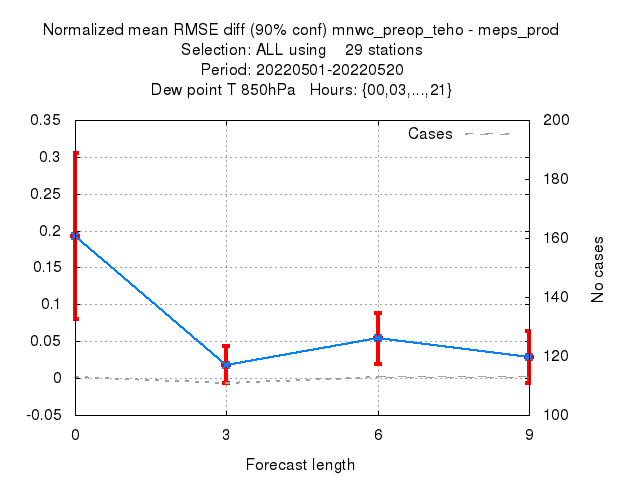 Normalized mean RMSE diff (90% conf) mnwc_preop_teho - meps_prod
Selection: ALL using    29 stations
Period: 20220501-20220520
Dew point T 850hPa   Hours: {00,03,...,21}
Cases
0.35
0.3
0.25
0.2
0.15
0.1
0.05
0
-0.05
200
180
160
140
120
100
No cases
0 3 6 9
Forecast length